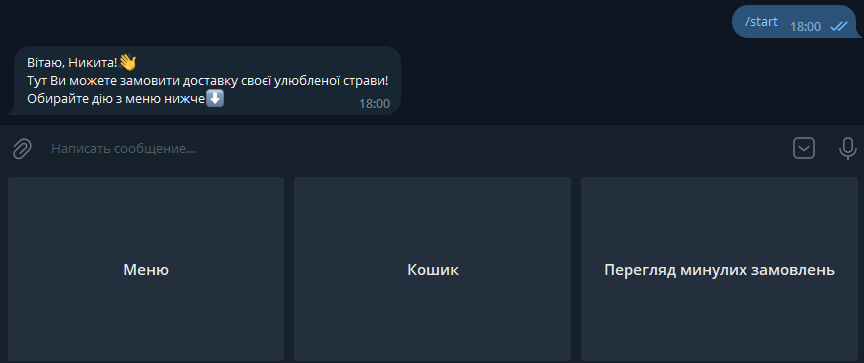 /start 18:00
Вітаю, Никита!👋
Тут Ви можете замовити доставку своєї улюбленої страви!
Обирайте дію з меню нижче⬇️
18:00
Написать сообщение...
Меню
Кошик
Перегляд минулих замовлень